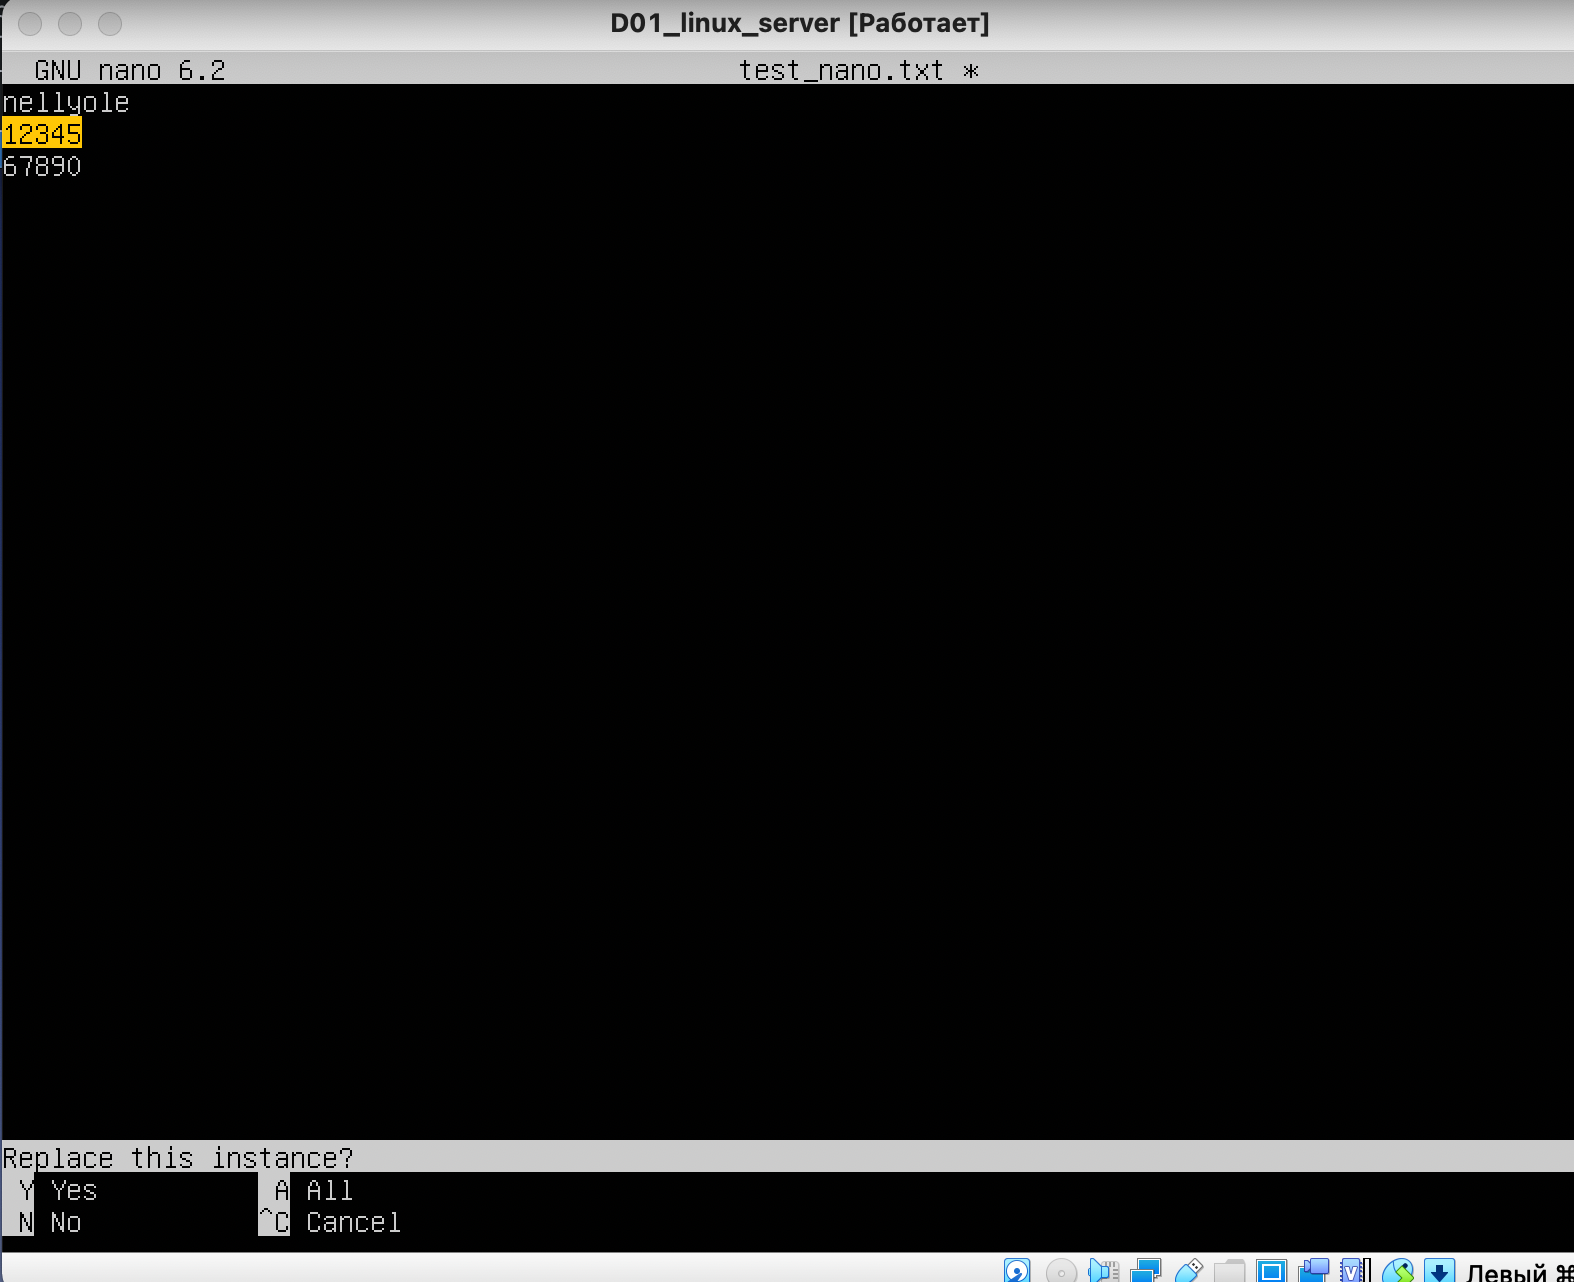 D01_linux_server [Работает]
GNU nano 6.2 test_nano.txt *
nellyole
12345
67890
Replace this instance?
Y Yes A All
N No ^C Cancel
Левый ⌘